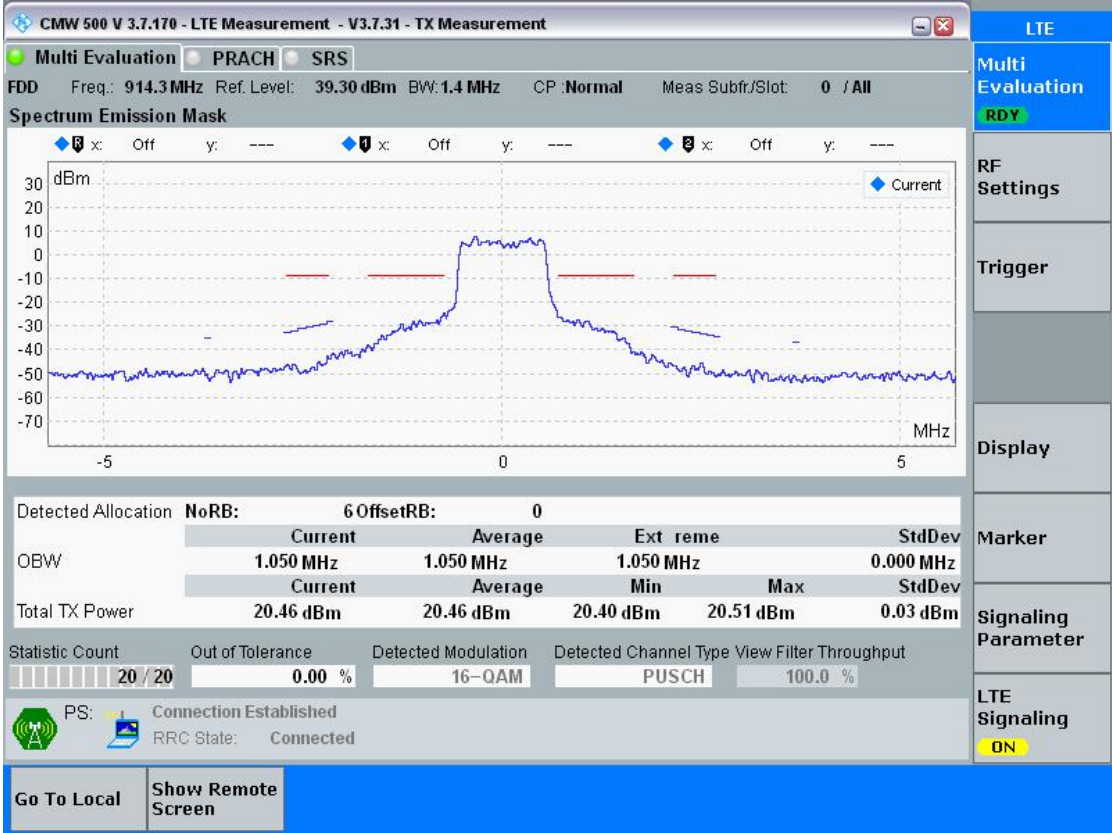 CMW 500 V 3.7.170 - LTE Measurement - V3.7.31 - TX Measurement
LTE
Multi Evaluation PRACH SRS
FDD Freq.: 914.3 MHz Ref. Level: 39.30 dBm BW: 1.4 MHz CP :Normal Meas Subfr./Slot: 0 / All
Spectrum Emission Mask
R x: Off y: --- 1 x: Off y: --- 2 x: Off y: ---
dBm
Current
30
20
10
0
-10
-20
-30
-40
-50
-60
-70
MHz
-5 0 5
Detected Allocation NoRB: 6 OffsetRB: 0
Current Average Ext reme StdDev
OBW 1.050 MHz 1.050 MHz 1.050 MHz 0.000 MHz
Current Average Min Max StdDev
Total TX Power 20.46 dBm 20.46 dBm 20.40 dBm 20.51 dBm 0.03 dBm
Statistic Count Out of Tolerance Detected Modulation Detected Channel Type View Filter Throughput
20 / 20 0.00 % 16-QAM PUSCH 100.0 %
PS: Connection Established
RRC State: Connected
Multi
Evaluation
RDY
RF
Settings
Trigger
Display
Marker
Signaling
Parameter
LTE
Signaling
ON
Go To Local
Show Remote
Screen